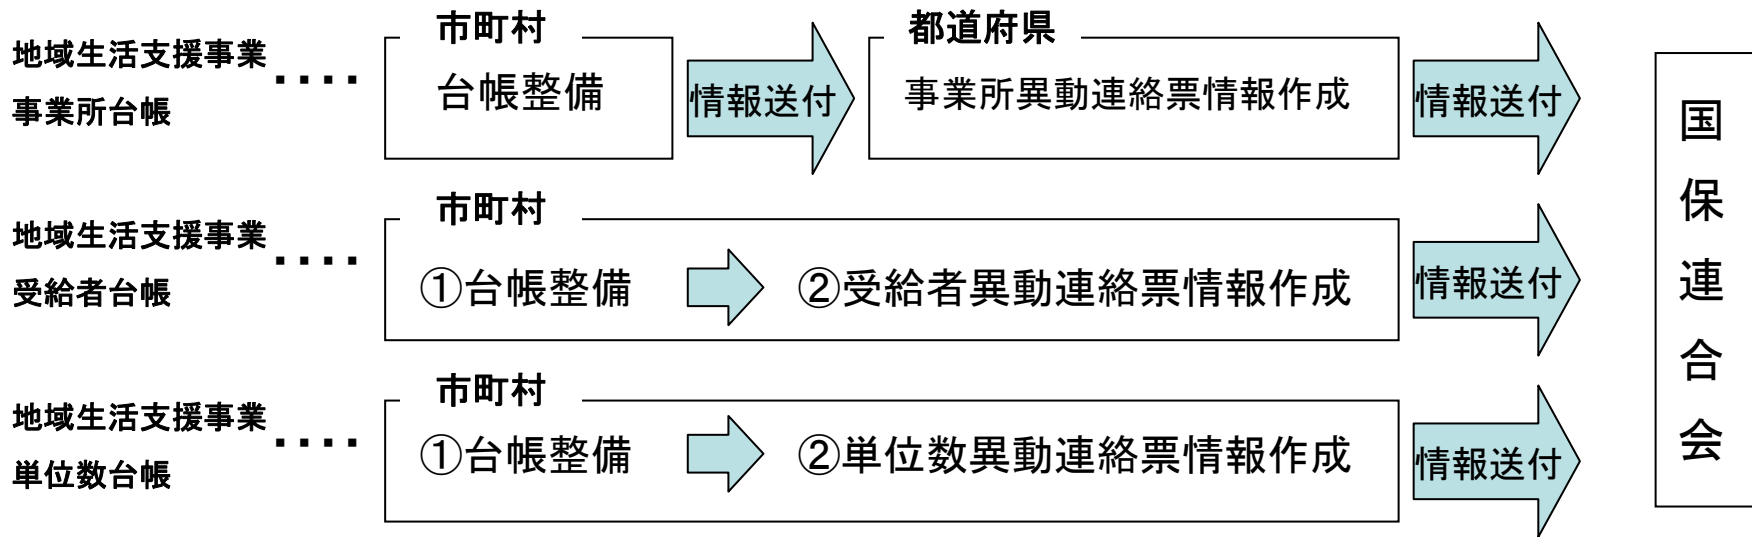 地域生活支援事業
事業所台帳
････
市町村
台帳整備
情報送付
都道府県
事業所異動連絡票情報作成
情報送付
地域生活支援事業
受給者台帳
････
市町村
①台帳整備
②受給者異動連絡票情報作成
情報送付
地域生活支援事業
単位数台帳
････
市町村
①台帳整備
②単位数異動連絡票情報作成
情報送付
国保連合会